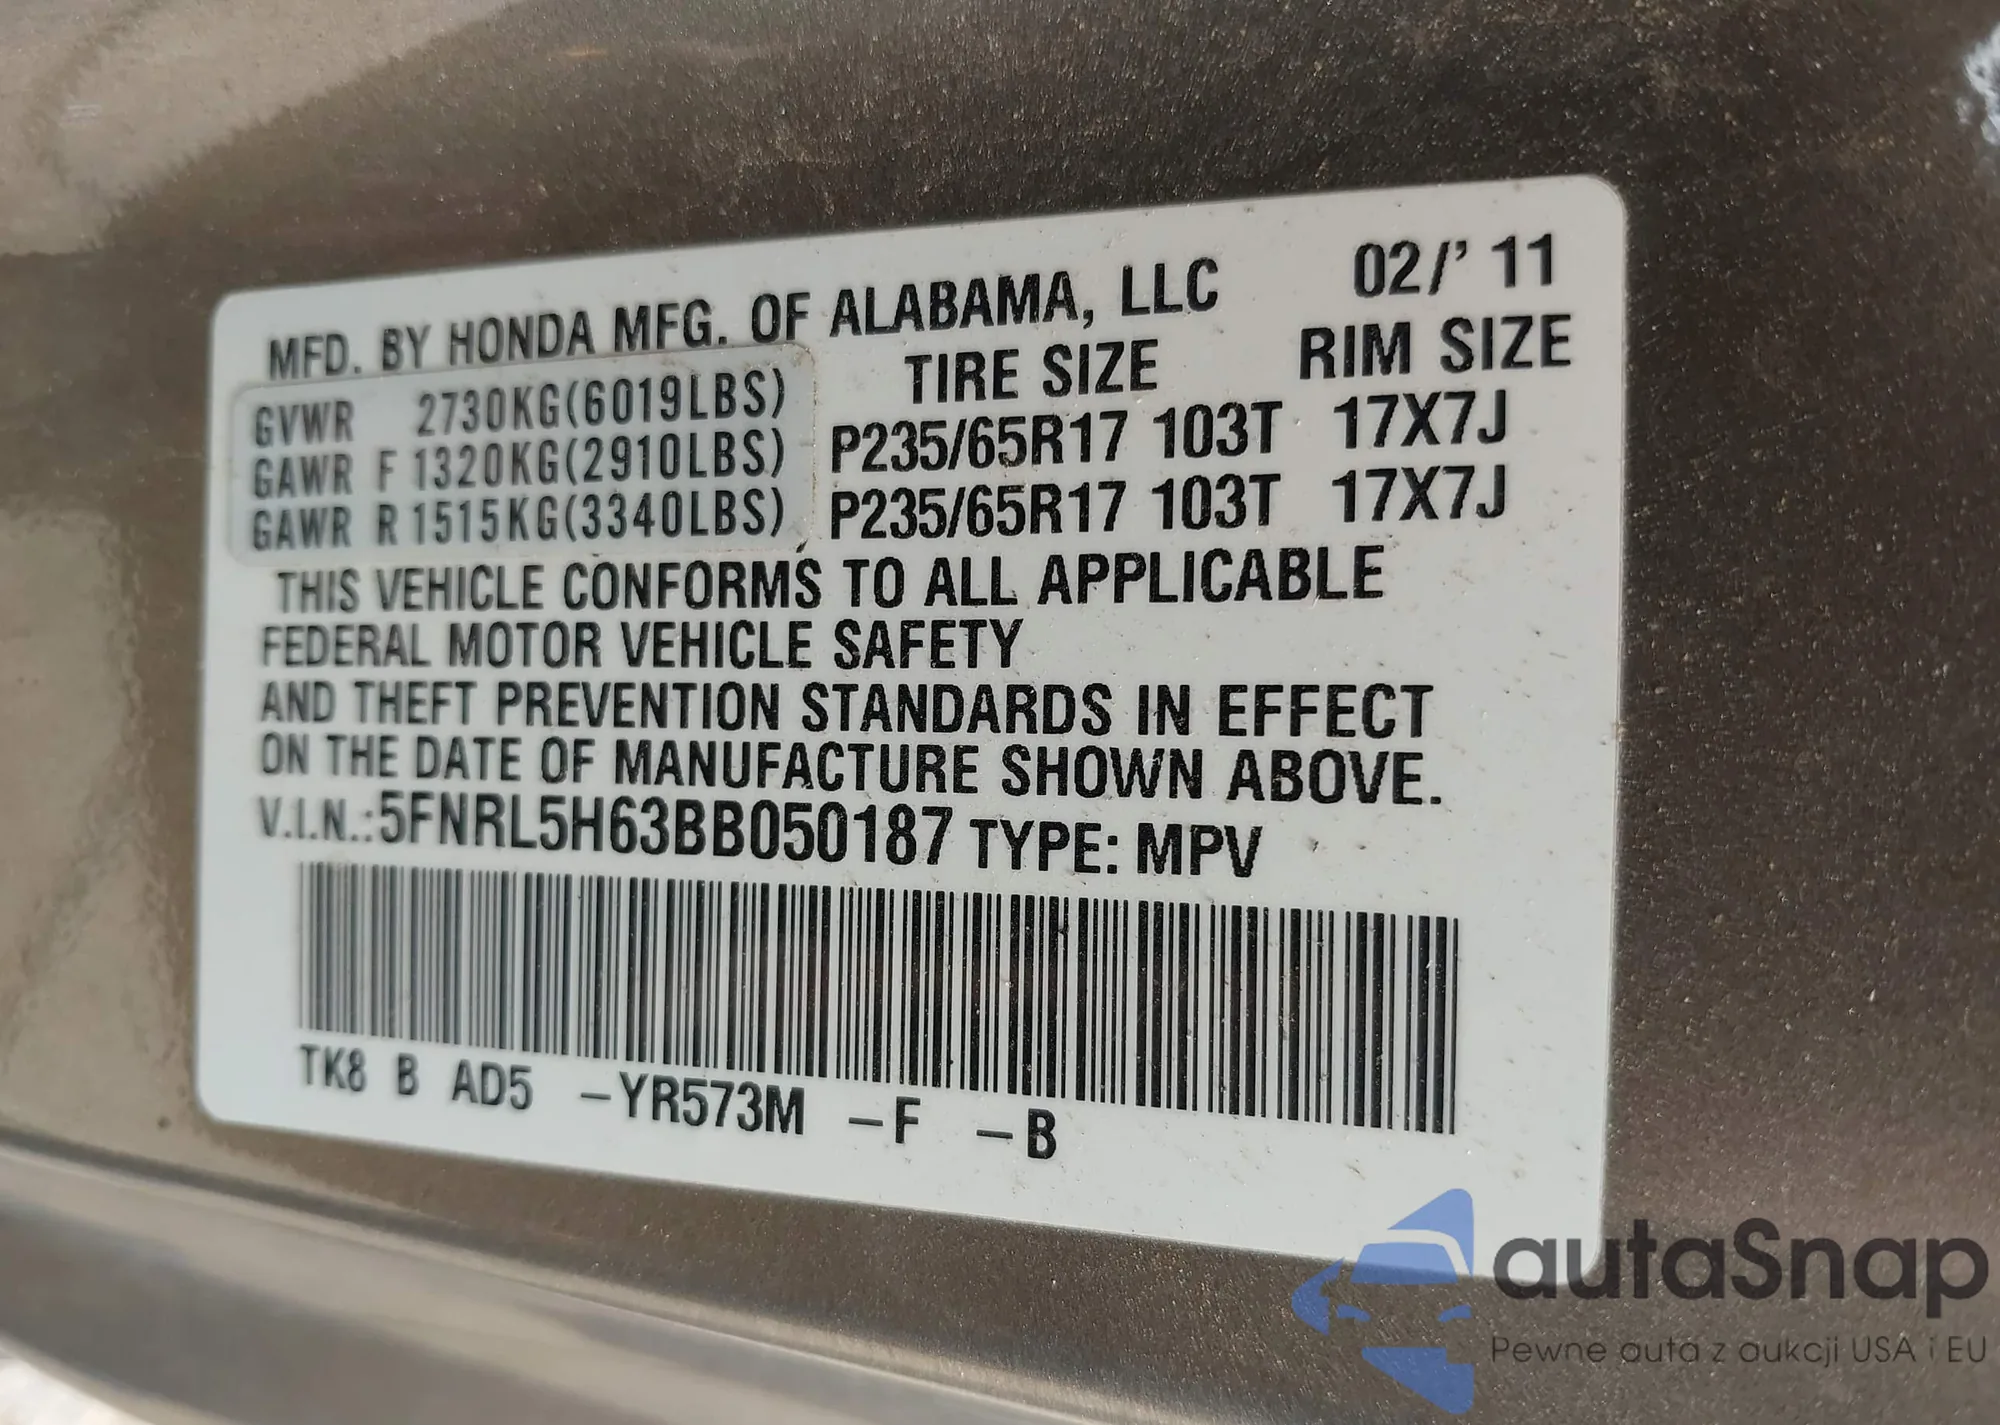 MFD. BY HONDA MFG. OF ALABAMA, LLC 02/' 11
TIRE SIZE RIM SIZE
GVWR 2730KG(6019LBS)
GAWR F 1320KG(2910LBS) P235/65R17 103T 17X7J
GAWR R 1515KG(3340LBS) P235/65R17 103T 17X7J
THIS VEHICLE CONFORMS TO ALL APPLICABLE
FEDERAL MOTOR VEHICLE SAFETY
AND THEFT PREVENTION STANDARDS IN EFFECT
ON THE DATE OF MANUFACTURE SHOWN ABOVE.
V.I.N.:5FNRL5H63BB050187 TYPE: MPV
TK8 B AD5 –YR573M –F –B
autaSnap
Pewne auta z aukcji USA i EU